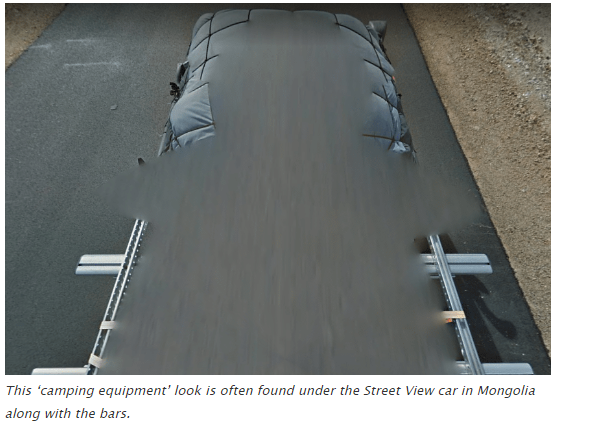 This ‘camping equipment’ look is often found under the Street View car in Mongolia
along with the bars.